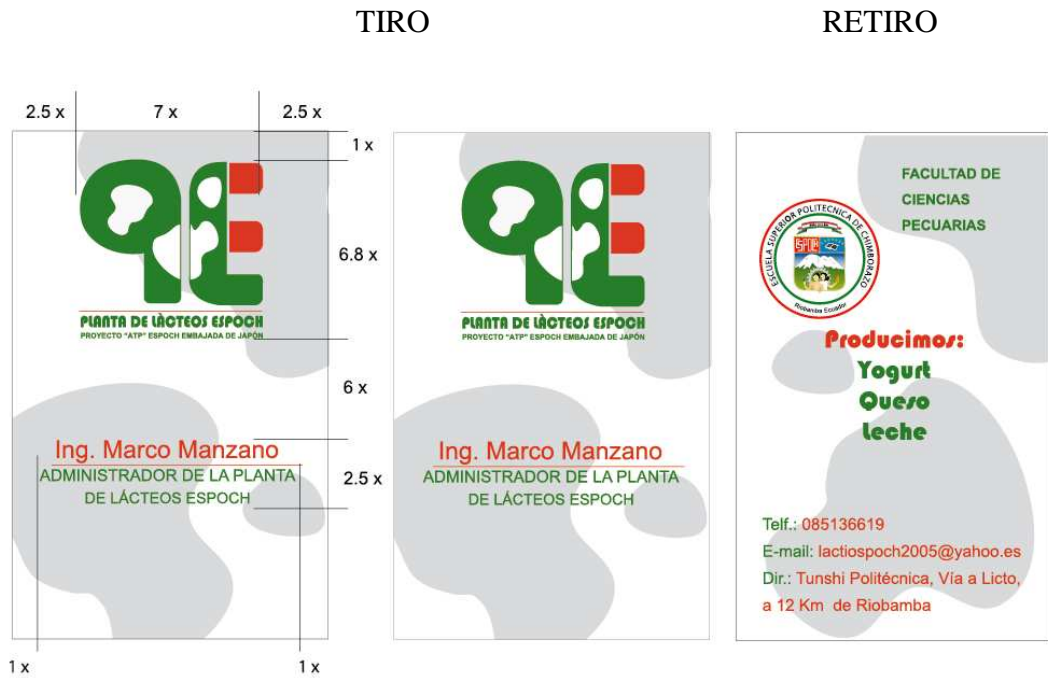 TIRO
RETIRO
2.5 x
7 x
2.5 x
1 x
6.8 x
6 x
2.5 x
1 x
1 x
PLANTA DE LÀCTEOS ESPOCH
PROYECTO "ATP" ESPOCH EMBAJADA DE JAPÓN
Ing. Marco Manzano
ADMINISTRADOR DE LA PLANTA
DE LÁCTEOS ESPOCH
PLANTA DE LÀCTEOS ESPOCH
PROYECTO "ATP" ESPOCH EMBAJADA DE JAPÓN
Ing. Marco Manzano
ADMINISTRADOR DE LA PLANTA
DE LÁCTEOS ESPOCH
FACULTAD DE
CIENCIAS
PECUARIAS
ESCUELA SUPERIOR POLITECNICA DE CHIMBORAZO
Riobamba Ecuador
Producimos:
Yogurt
Queso
Leche
Telf.: 085136619
E-mail: lactiospoch2005@yahoo.es
Dir.: Tunshi Politécnica, Vía a Licto,
a 12 Km de Riobamba